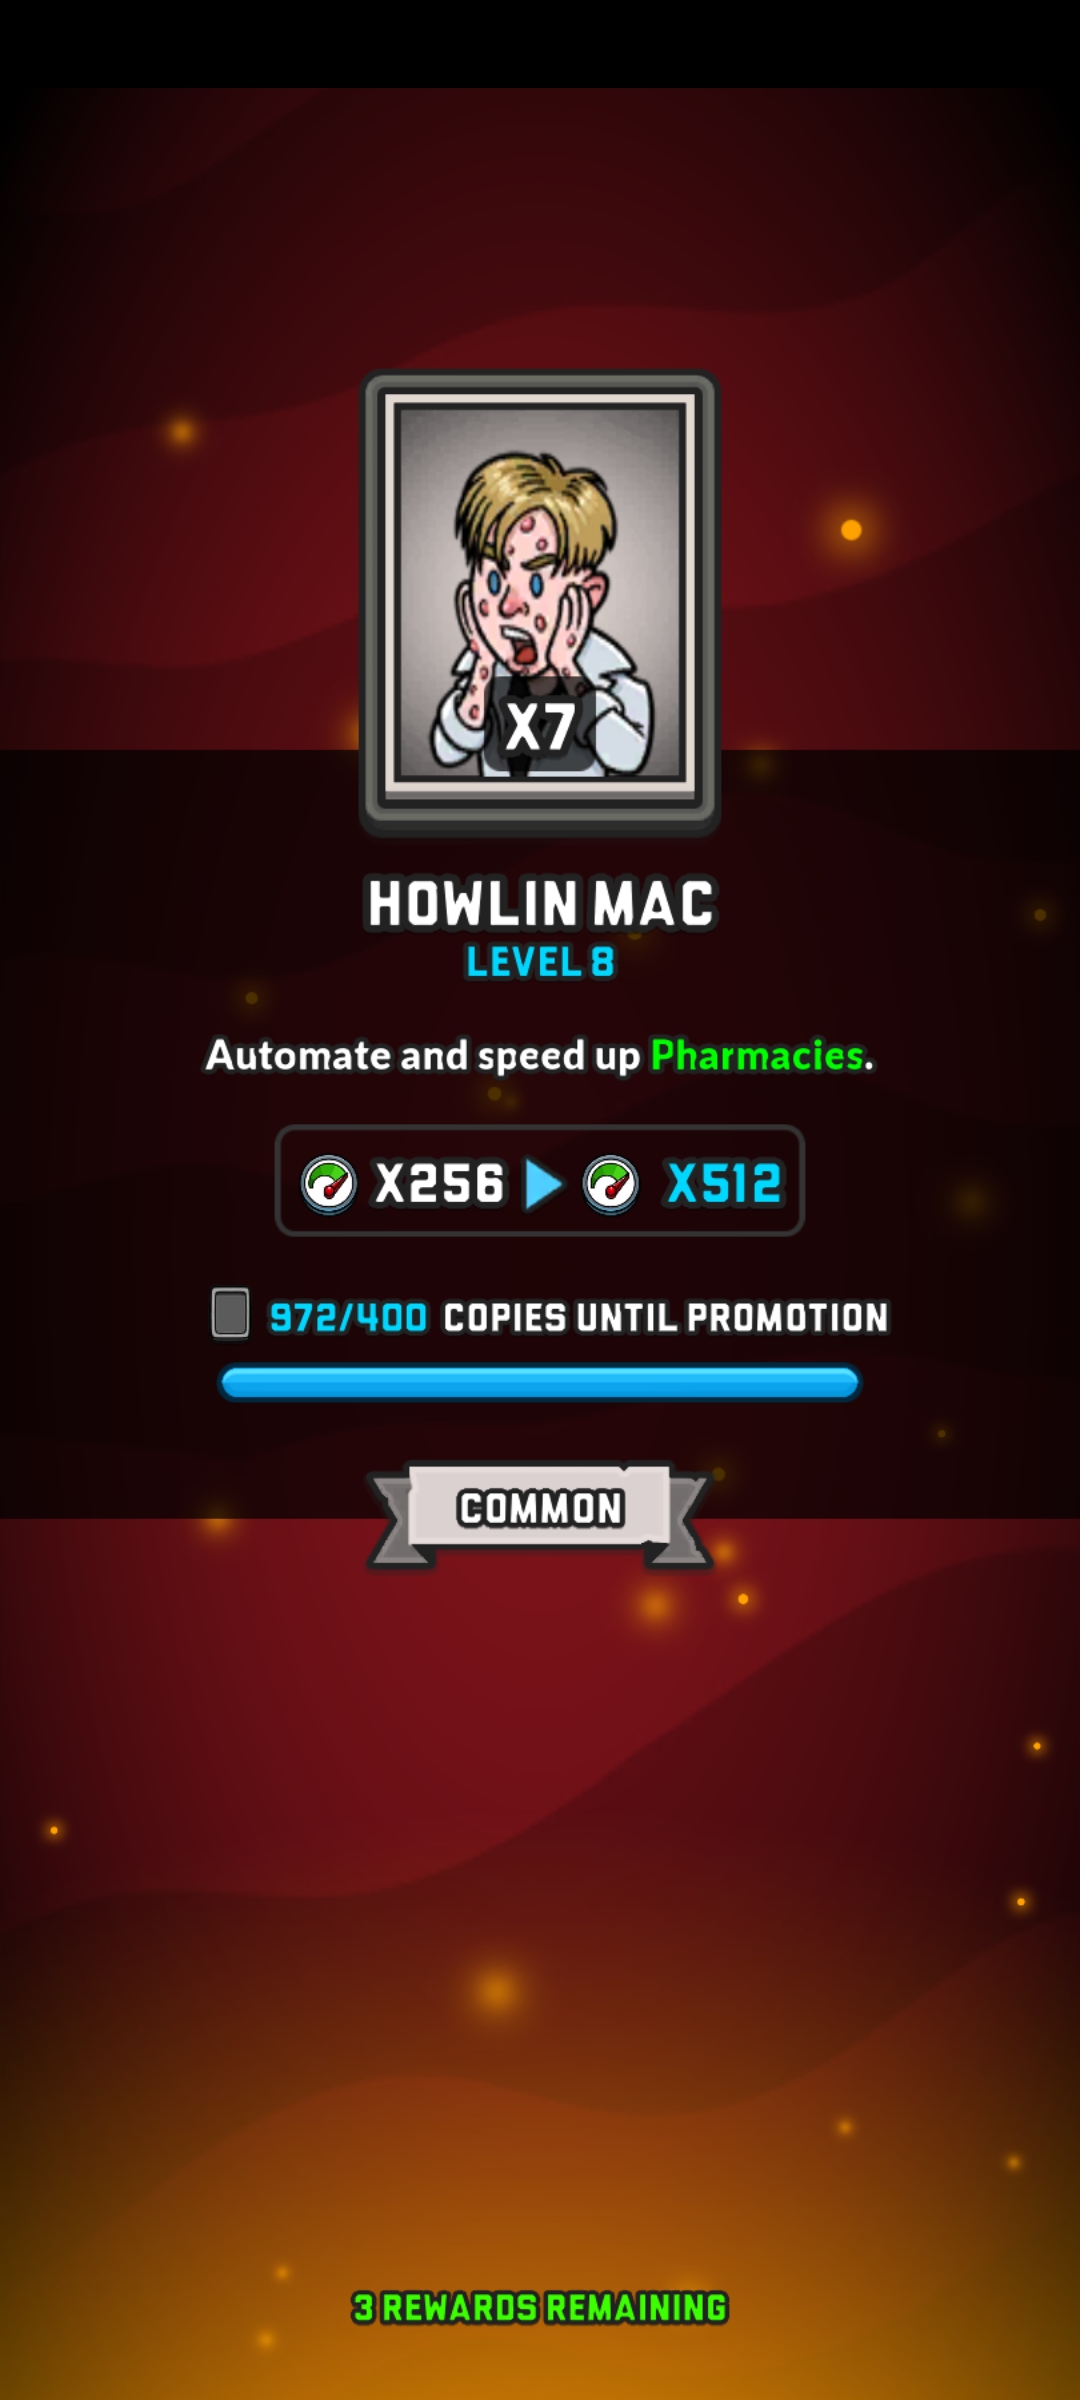 X7
HOWLIN MAC
LEVEL 8
Automate and speed up Pharmacies.
X256 X512
972/400 COPIES UNTIL PROMOTION
COMMON
3 REWARDS REMAINING